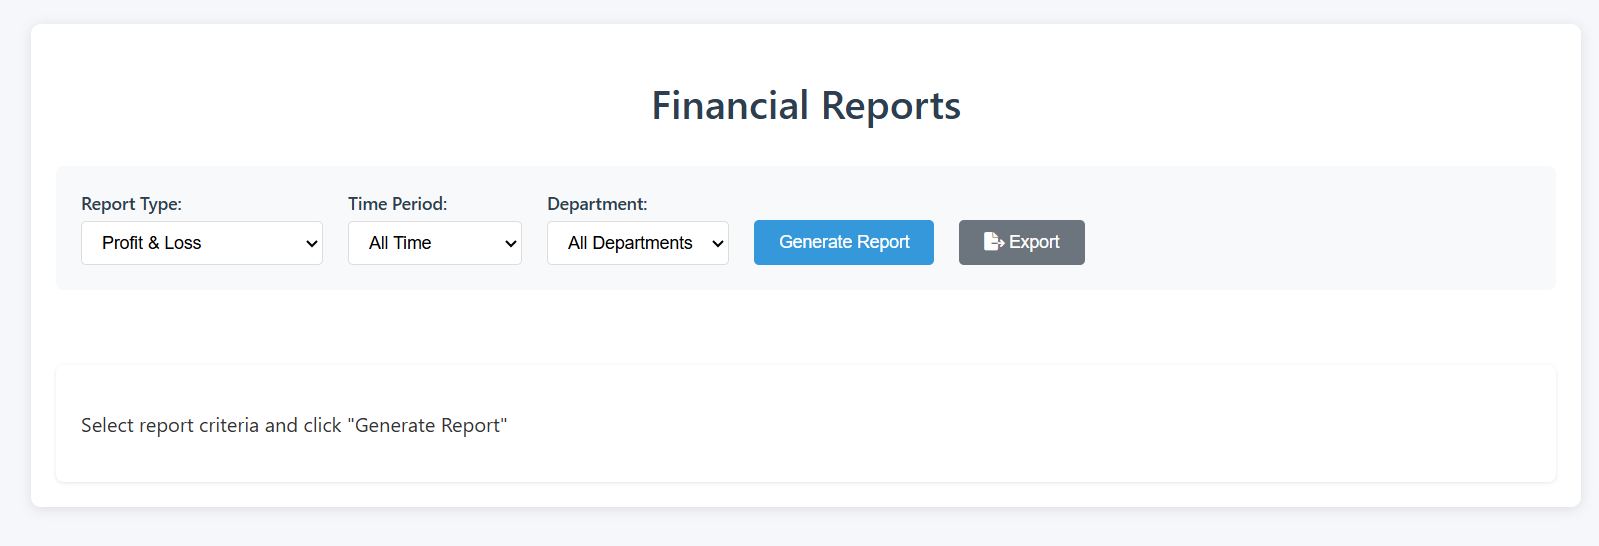 Financial Reports
Report Type: Time Period: Department:
Profit & Loss All Time All Departments Generate Report Export
Select report criteria and click "Generate Report"